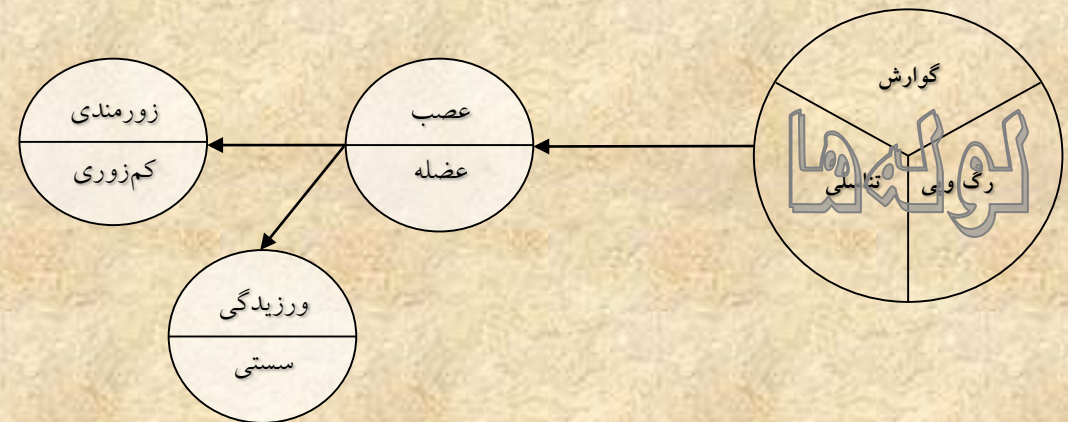 گوارش
لوله‌ها
رگ و پی
تناسلی
عصب
عضله
زورمندی
کم‌زوری
ورزیدگی
سستی